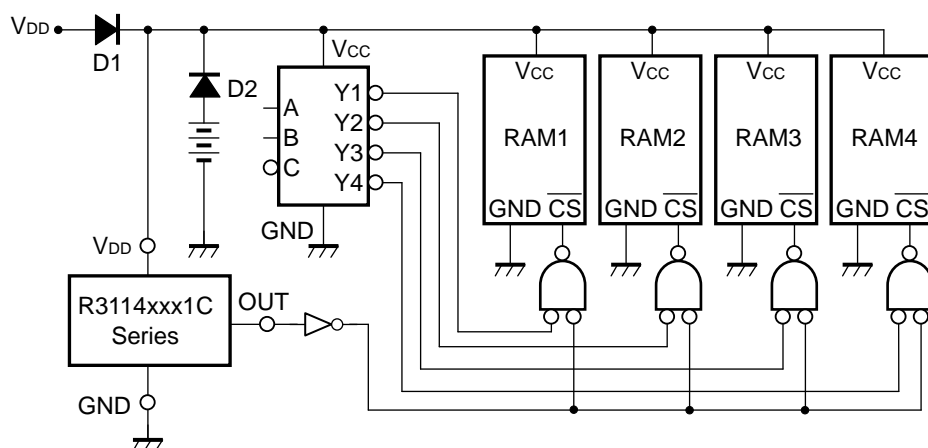 VDD
D1
D2
VCC
A
B
C
Y1
Y2
Y3
Y4
GND
VCC
RAM1
GND CS
VCC
RAM2
GND CS
VCC
RAM3
GND CS
VCC
RAM4
GND CS
VDD
R3114xxx1C
Series
OUT
GND